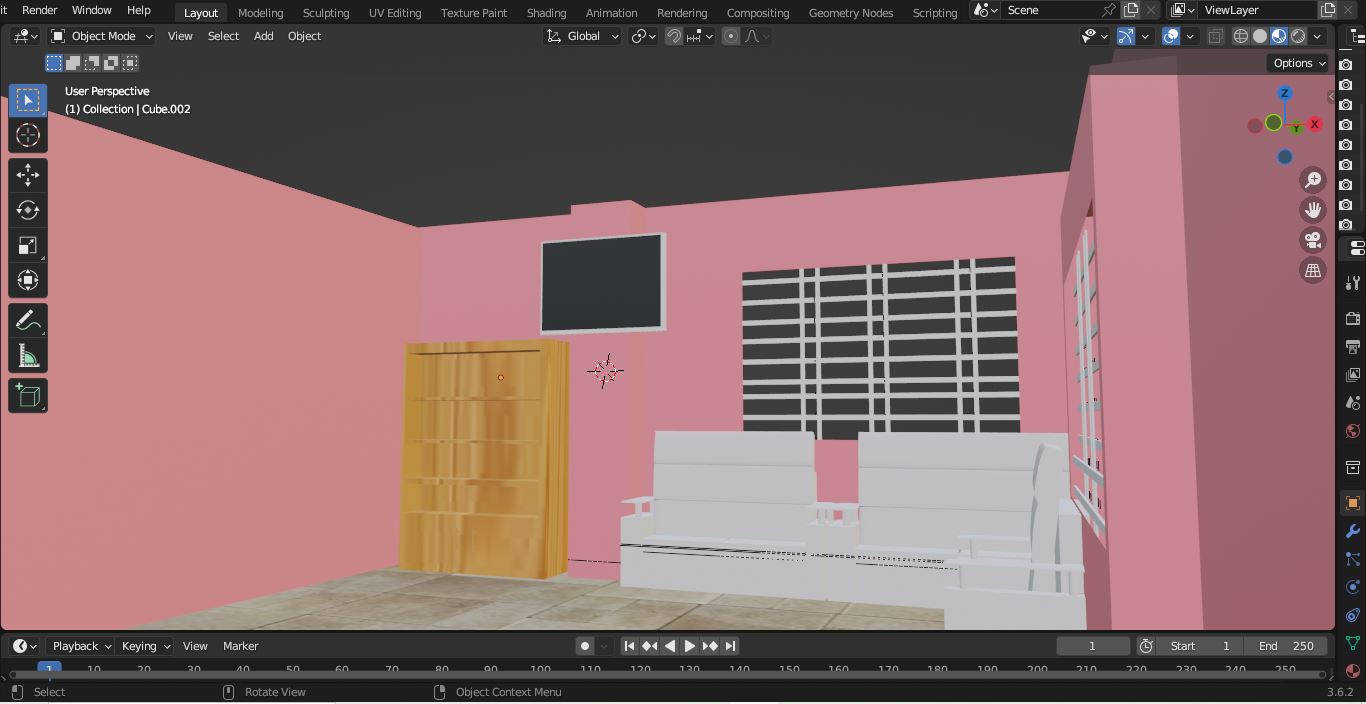 it Render Window Help Layout Modeling Sculpting UV Editing Texture Paint Shading Animation Rendering Compositing Geometry Nodes Scripting Scene ViewLayer
Object Mode View Select Add Object Global
Options
User Perspective
(1) Collection | Cube.002
Z
Y X
Playback Keying View Marker 1 Start 1 End 250
1 10 20 30 40 50 60 70 80 90 100 110 120 130 140 150 160 170 180 190 200 210 220 230 240 250
Select Rotate View Object Context Menu 3.6.2